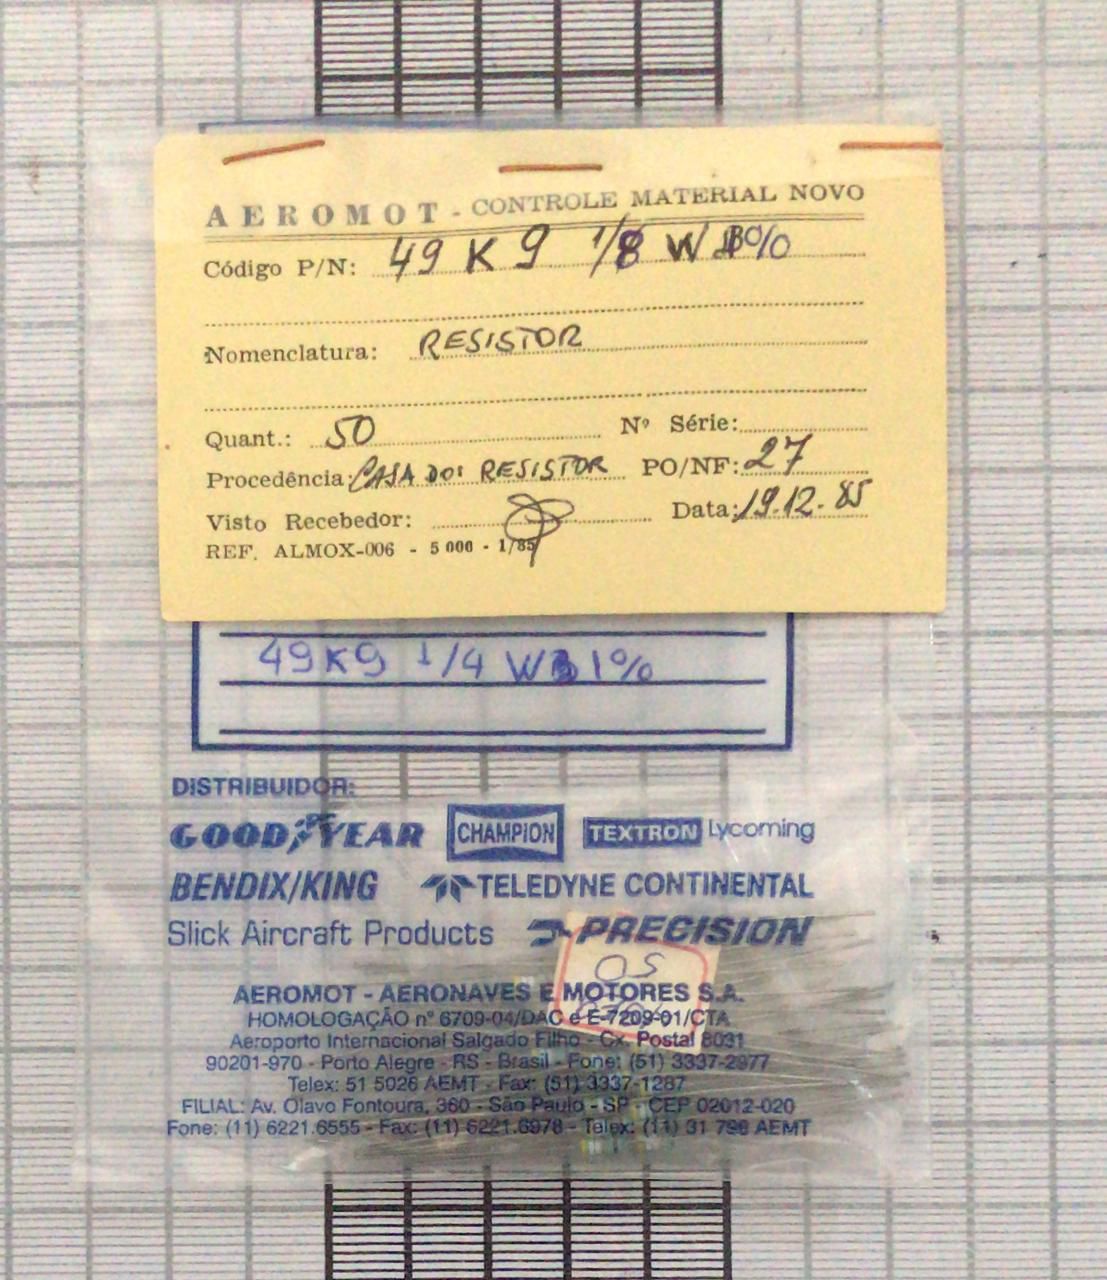 AEROMOT - CONTROLE MATERIAL NOVO
Código P/N: 49 K 9 1/8 W 1%
Nomenclatura: RESISTOR
Quant.: 50 Nº Série:
Procedência: CASA DOS RESISTOR PO/NF: 27
Visto Recebedor: Data: 19.12.85
REF. ALMOX-006 - 5 000 - 1/85
49K9 1/4 W 1%
DISTRIBUIDOR:
GOODYEAR CHAMPION TEXTRON Lycoming
BENDIX/KING TELEDYNE CONTINENTAL
Slick Aircraft Products PRECISION
05
AEROMOT - AERONAVES E MOTORES S.A.
HOMOLOGAÇÃO nº 6709-04/DAC e E-7209-01/CTA
Aeroporto Internacional Salgado Filho - Cx. Postal 8031
90201-970 - Porto Alegre - RS - Brasil - Fone: (51) 3337-2977
Telex: 51 5026 AEMT - Fax: (51) 3337-1287
FILIAL: Av. Olavo Fontoura, 360 - São Paulo - SP - CEP 02012-020
Fone: (11) 6221.6555 - Fax: (11) 6221.6978 - Telex: (11) 31 796 AEMT